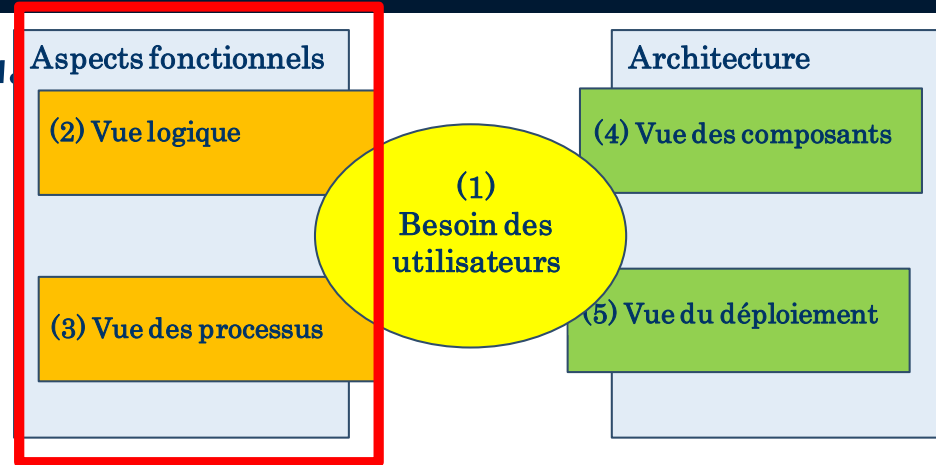 Aspects fonctionnels
(2) Vue logique
(3) Vue des processus
(1)
Besoin des
utilisateurs
Architecture
(4) Vue des composants
(5) Vue du déploiement